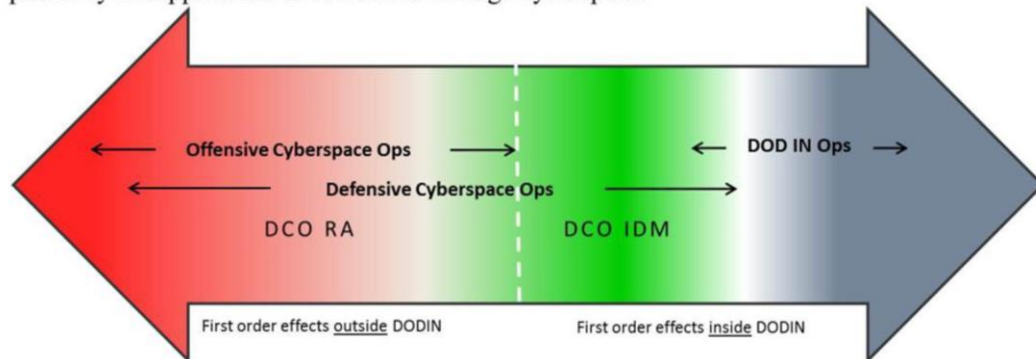 Offensive Cyberspace Ops
DOD IN Ops
Defensive Cyberspace Ops
DCO RA
DCO IDM
First order effects outside DODIN
First order effects inside DODIN